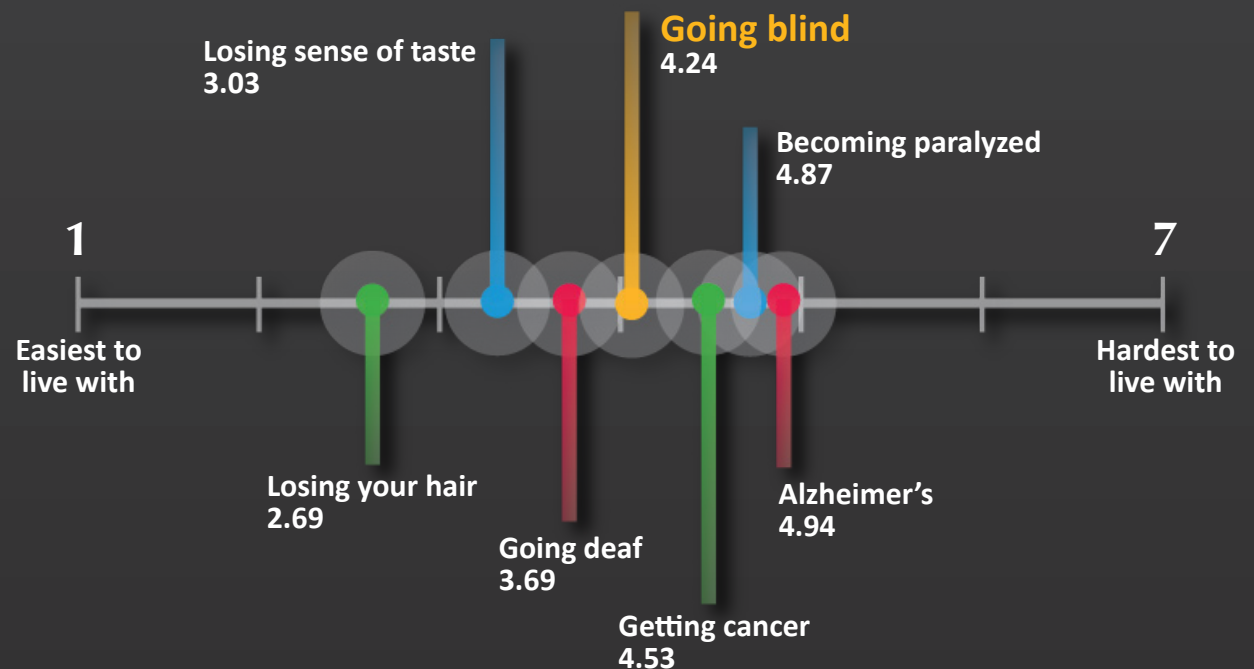 Losing sense of taste
3.03
Going blind
4.24
Becoming paralyzed
4.87
1
7
Easiest to
live with
Hardest to
live with
Losing your hair
2.69
Going deaf
3.69
Getting cancer
4.53
Alzheimer’s
4.94